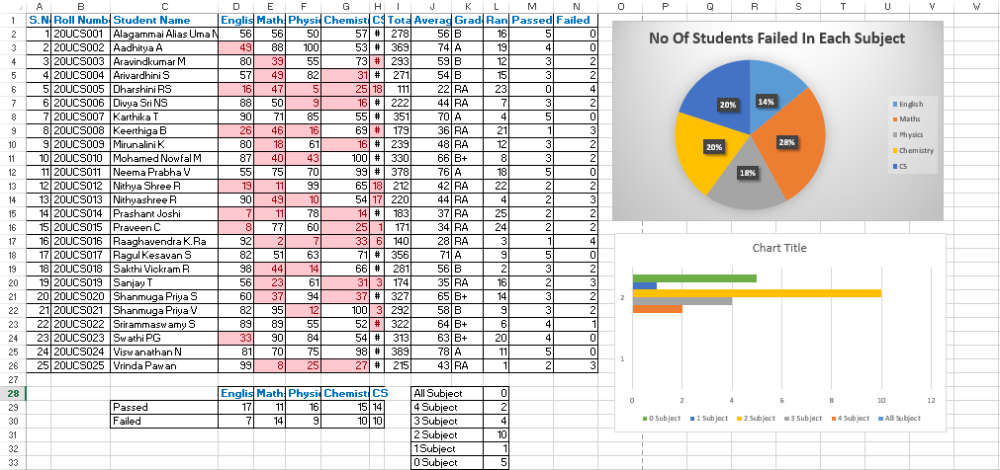 A B C D E F G H I J K L M N O P Q R S T U V W
1 S.N Roll Numb Student Name Englis Math Physi Chemist CS Tota Averag Grad Ran Passed Failed
2 1 20UCS001 Alagammai Alias Uma N 56 56 50 57 # 278 56 B 16 5 0
3 2 20UCS002 Aadhitya A 49 88 100 53 # 369 74 A 19 4 0
4 3 20UCS003 Aravindkumar M 80 39 55 73 # 293 59 B 12 3 2
5 4 20UCS004 Arivardhini S 57 49 82 31 # 271 54 B 15 3 2
6 5 20UCS005 Dharshini RS 16 47 5 25 18 111 22 RA 23 0 4
7 6 20UCS006 Divya Sri NS 88 50 9 16 # 222 44 RA 7 3 2
8 7 20UCS007 Karthika T 90 71 85 55 # 351 70 A 4 5 0
9 8 20UCS008 Keerthiga B 26 46 16 69 # 179 36 RA 21 1 3
10 9 20UCS009 Mirunalini K 80 18 61 16 # 239 48 RA 12 3 2
11 10 20UCS010 Mohamed Nowfal M 87 40 43 100 # 330 66 B+ 8 3 2
12 11 20UCS011 Neema Prabha V 55 75 70 99 # 378 76 A 18 5 0
13 12 20UCS012 Nithya Shree R 19 11 99 65 18 212 42 RA 22 2 2
14 13 20UCS013 Nithyashree R 90 49 10 54 17 220 44 RA 4 2 3
15 14 20UCS014 Prashant Joshi 7 11 78 14 # 183 37 RA 25 2 2
16 15 20UCS015 Praveen C 8 77 60 25 1 171 34 RA 24 2 2
17 16 20UCS016 Raaghavendra K.Ra 92 2 7 33 6 140 28 RA 3 1 4
18 17 20UCS017 Ragul Kesavan S 82 51 63 71 # 356 71 A 9 5 0
19 18 20UCS018 Sakthi Vickram R 98 44 14 66 # 281 56 B 2 3 2
20 19 20UCS019 Sanjay T 56 23 61 31 3 174 35 RA 16 2 3
21 20 20UCS020 Shanmuga Priya S 60 37 94 37 # 327 65 B+ 14 3 2
22 21 20UCS021 Shanmuga Priya V 82 95 12 100 3 292 58 B 9 3 2
23 22 20UCS022 Srirammaswamy S 89 89 55 52 # 322 64 B+ 6 4 1
24 23 20UCS023 Swathi PG 33 90 84 54 # 313 63 B+ 20 4 0
25 24 20UCS024 Viswanathan N 81 70 75 98 # 389 78 A 11 5 0
26 25 20UCS025 Vrinda Pawan 99 8 25 27 # 215 43 RA 1 2 3
27
28 Englis Math Physi Chemist CS All Subject 0
29 Passed 17 11 16 15 14 4 Subject 2
30 Failed 7 14 9 10 10 3 Subject 4
31 2 Subject 10
32 1 Subject 1
33 0 Subject 5
No Of Students Failed In Each Subject
20% 14%
28%
20%
18%
English
Maths
Physics
Chemistry
CS
Chart Title
2
1
0 2 4 6 8 10 12
0 Subject 1 Subject 2 Subject 3 Subject 4 Subject All Subject